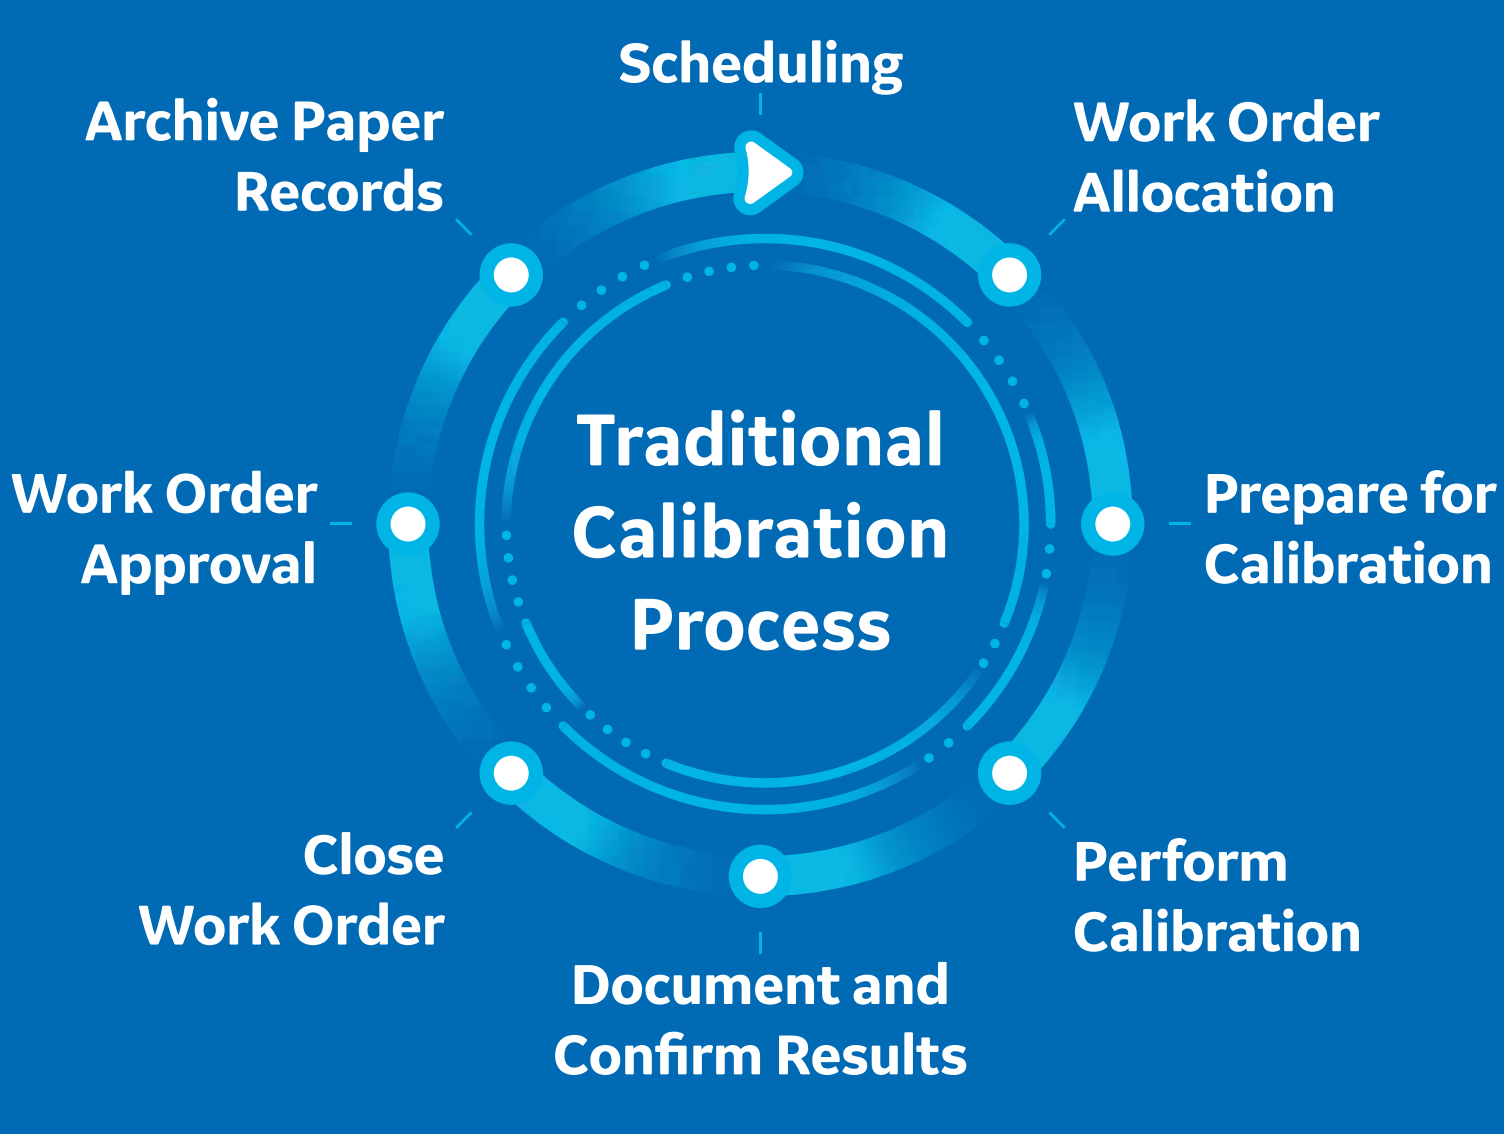 Scheduling
Work Order
Allocation
Prepare for
Calibration
Perform
Calibration
Document and
Confirm Results
Close
Work Order
Work Order
Approval
Archive Paper
Records
Traditional
Calibration
Process